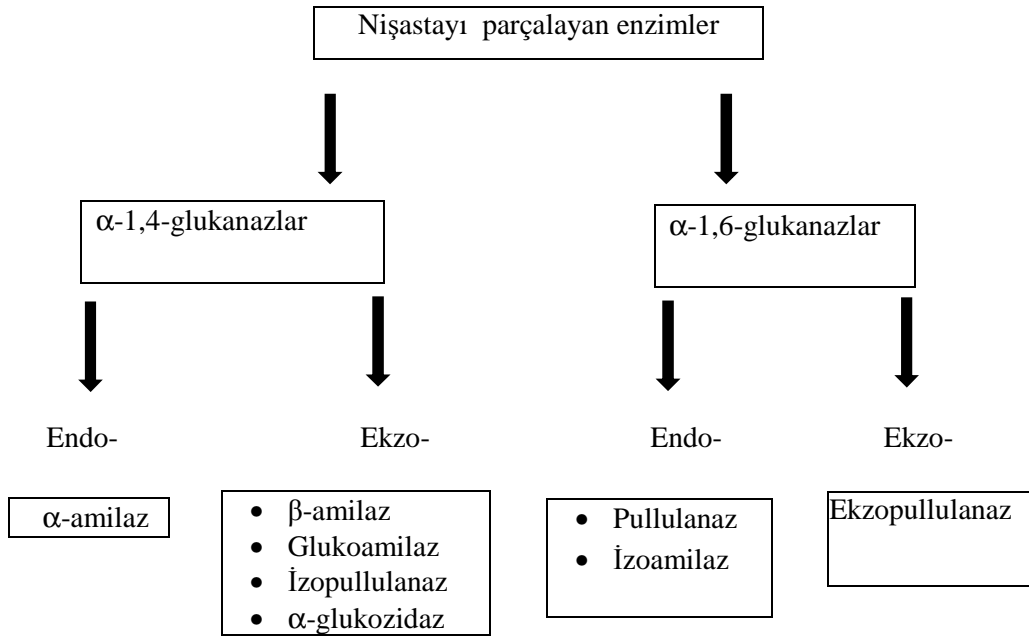 Nişastayı parçalayan enzimler
α-1,4-glukanazlar
α-1,6-glukanazlar
Endo-
Ekzo-
Endo-
Ekzo-
α-amilaz
• β-amilaz
• Glukoamilaz
• İzopullulanaz
• α-glukozidaz
• Pullulanaz
• İzoamilaz
Ekzopullulanaz